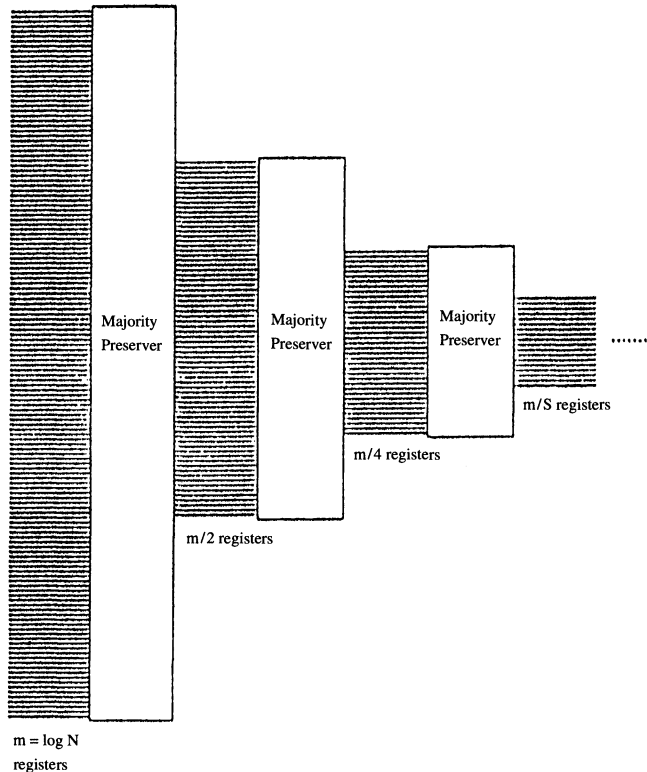 Majority
Preserver
Majority
Preserver
Majority
Preserver
m/S registers
m/4 registers
m/2 registers
m = log N
registers